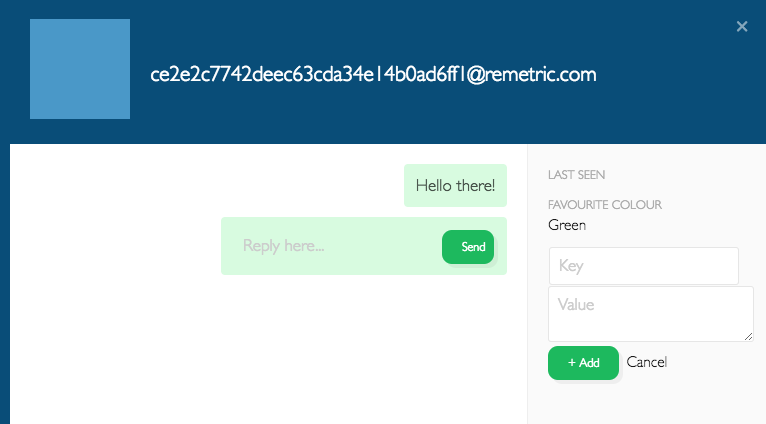 ×
ce2e2c7742deec63cda34e14b0ad6ff1@remetric.com
Hello there!
Reply here...
Send
LAST SEEN
FAVOURITE COLOUR
Green
Key
Value
+ Add Cancel